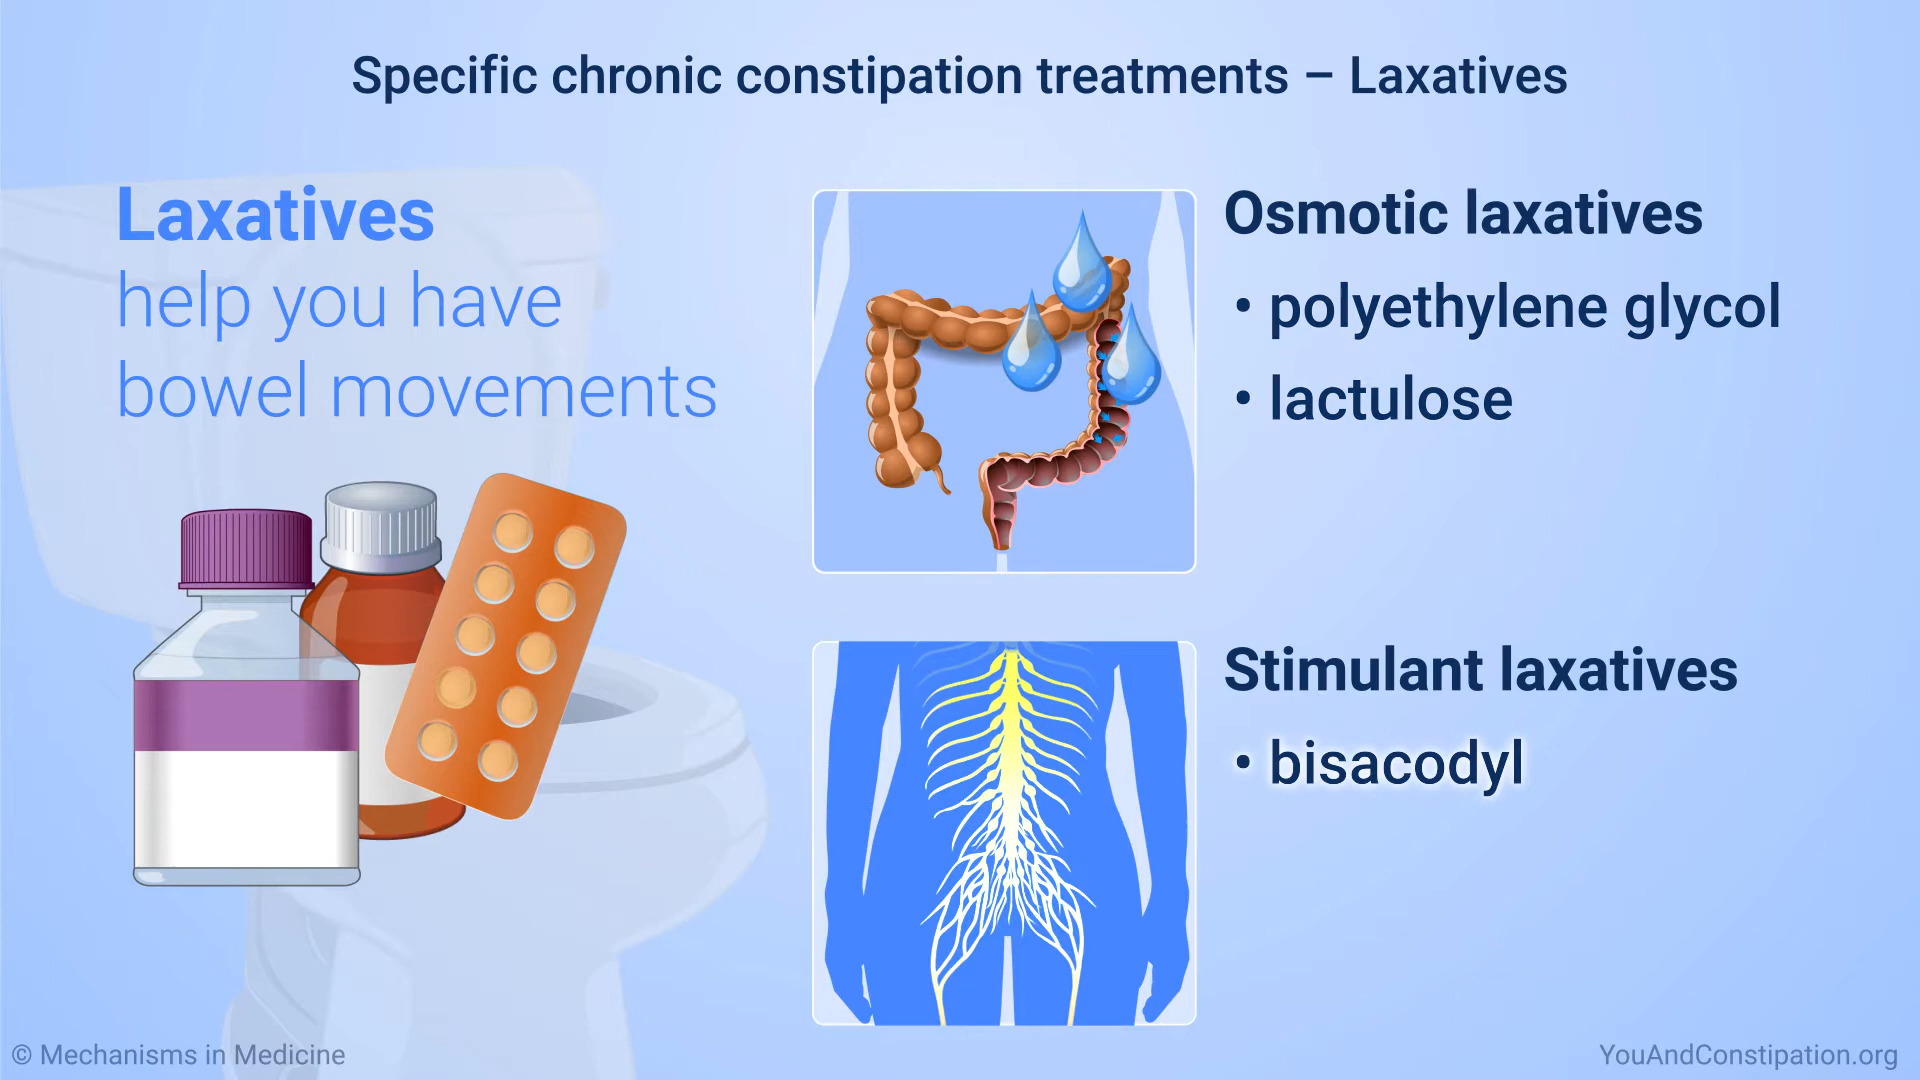 Specific chronic constipation treatments – Laxatives
Laxatives
help you have
bowel movements
Osmotic laxatives
• polyethylene glycol
• lactulose
Stimulant laxatives
• bisacodyl
© Mechanisms in Medicine
YouAndConstipation.org